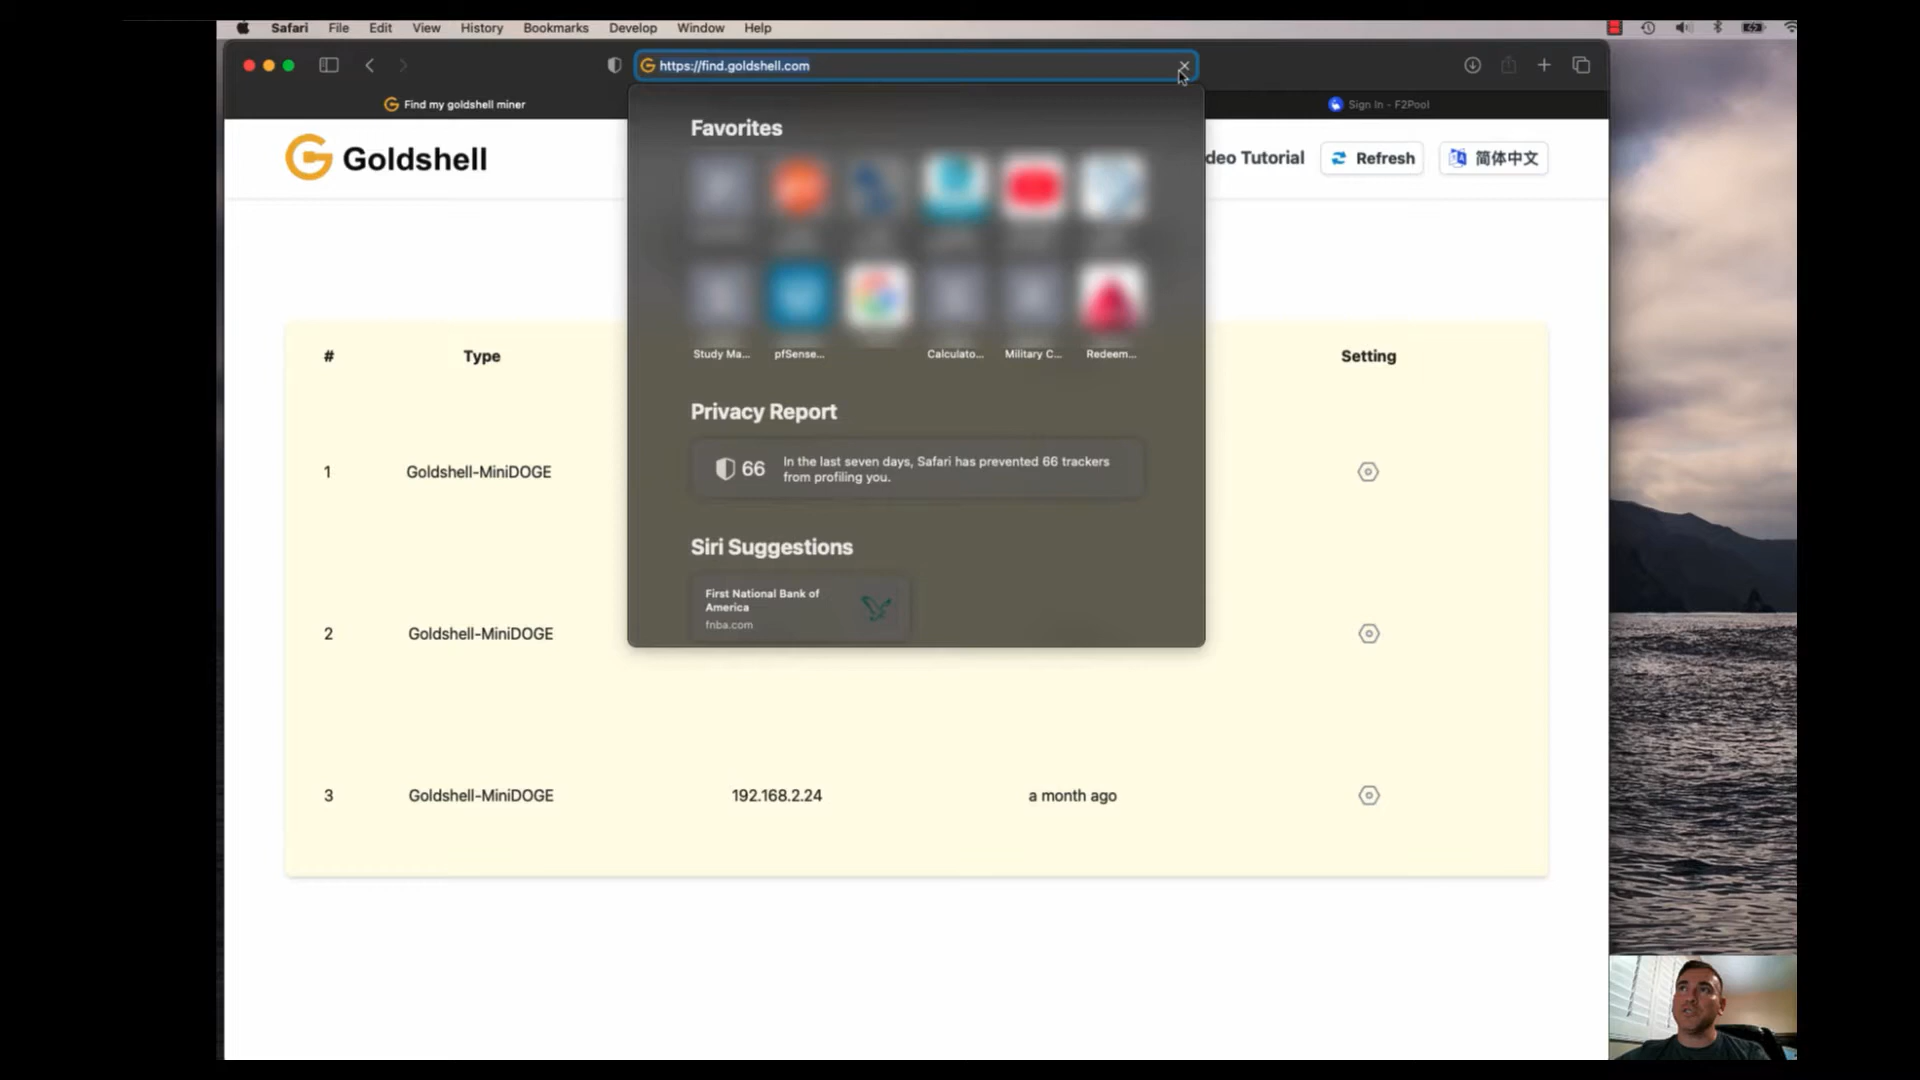 Safari File Edit View History Bookmarks Develop Window Help
https://find.goldshell.com
Find my goldshell miner
Sign In - F2Pool
Goldshell
deo Tutorial
Refresh
简体中文
Favorites
Study Ma...
pfSense...
Calculato...
Military C...
Redeem...
Privacy Report
66
In the last seven days, Safari has prevented 66 trackers
from profiling you.
Siri Suggestions
First National Bank of
America
fnba.com
# Type Setting
1 Goldshell-MiniDOGE
2 Goldshell-MiniDOGE
3 Goldshell-MiniDOGE 192.168.2.24 a month ago